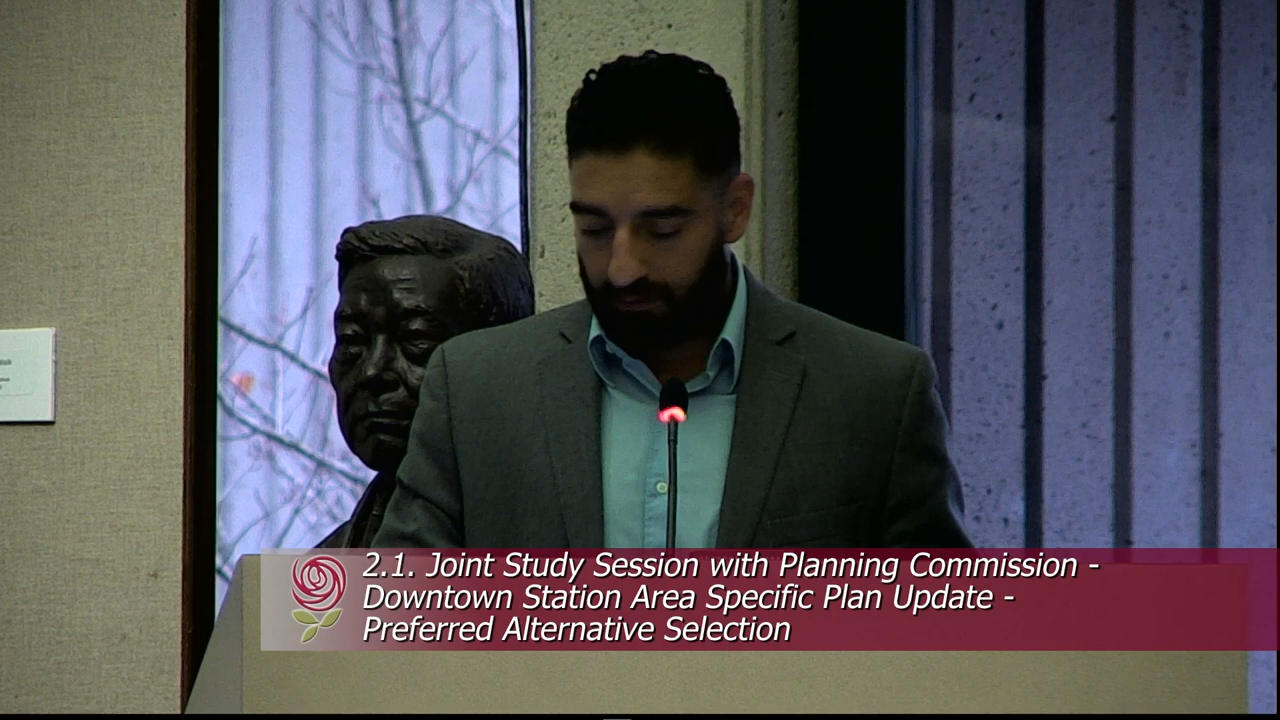 2.1. Joint Study Session with Planning Commission -
Downtown Station Area Specific Plan Update -
Preferred Alternative Selection